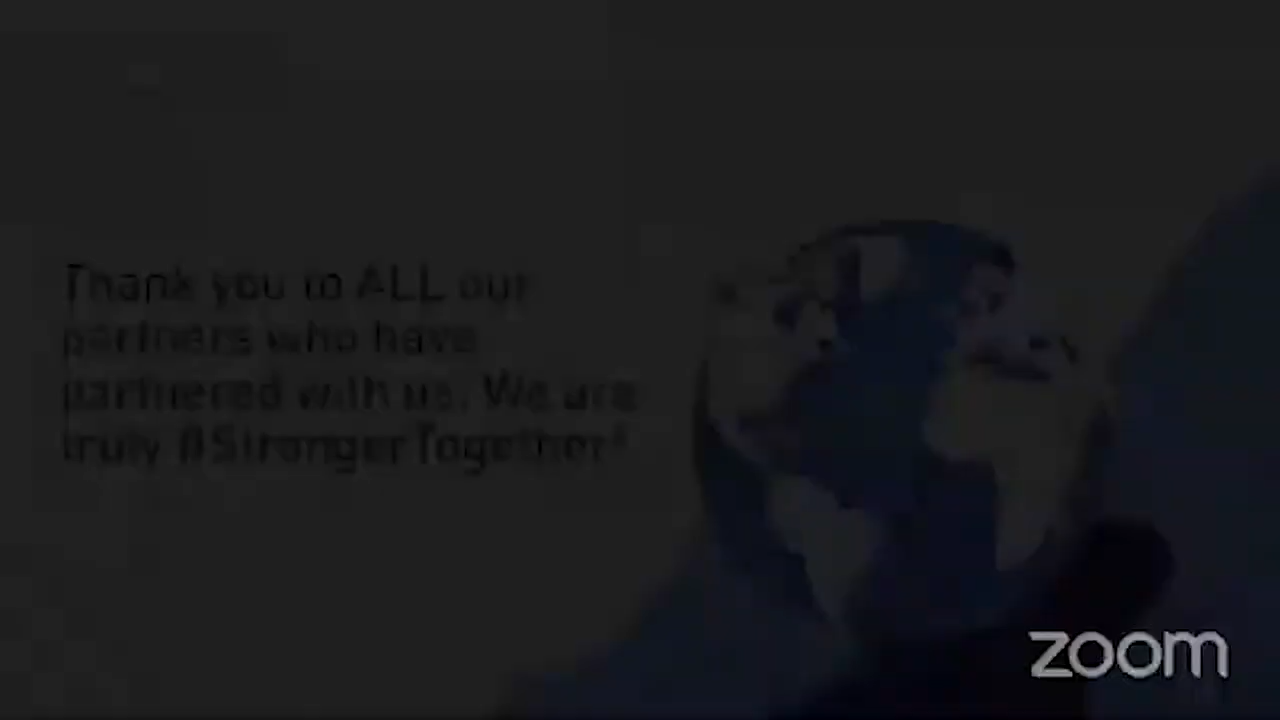 Thank you to ALL our
partners who have
partnered with us. We are
truly #StrongerTogether!
zoom